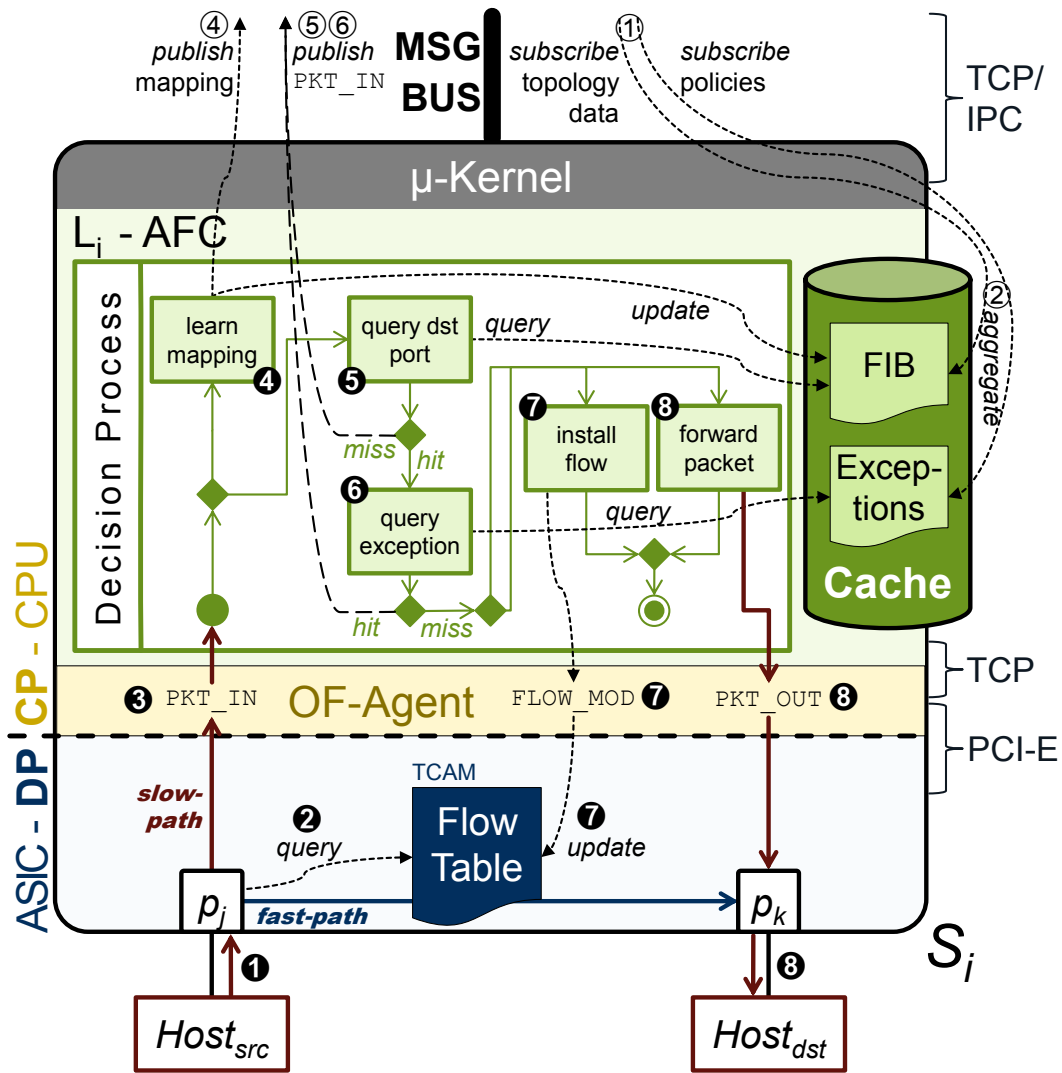 ④
publish
mapping
⑤⑥
publish
PKT_IN
MSG
BUS
①
subscribe
topology
data
subscribe
policies
TCP/
IPC
µ-Kernel
Li - AFC
Decision Process
learn
mapping
❹
query dst
port
❺
query
update
miss
hit
❻
query
exception
hit
miss
❼
install
flow
❽
forward
packet
query
②
aggregate
FIB
Excep-
tions
Cache
CP - CPU
❸ PKT_IN
OF-Agent
FLOW_MOD ❼
PKT_OUT ❽
TCP
PCI-E
ASIC - DP
slow-
path
❷
query
TCAM
Flow
Table
❼
update
pj
fast-path
pk
Si
❶
❽
Hostsrc
Hostdst